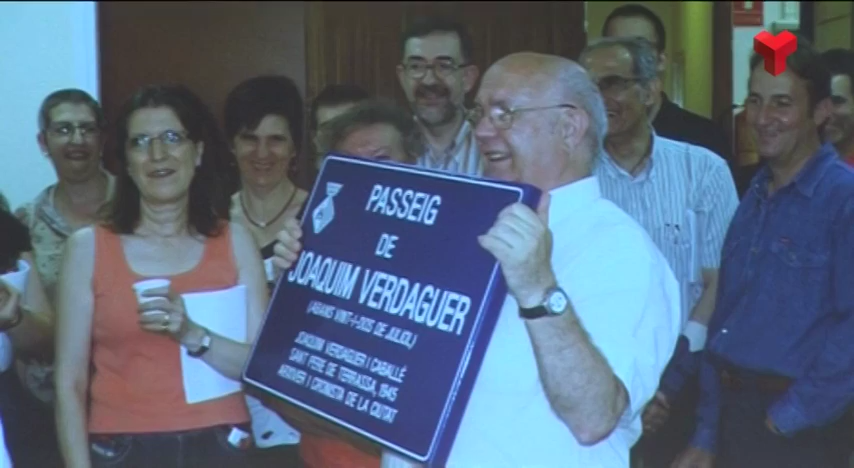 PASSEIG
DE
JOAQUIM VERDAGUER
(ABANS VINT-I-DOS DE JULIOL)
JOAQUIM VERDAGUER I CABALLÉ
SANT PERE DE TERRASSA, 1945
ARXIVER I CRONISTA DE LA CIUTAT